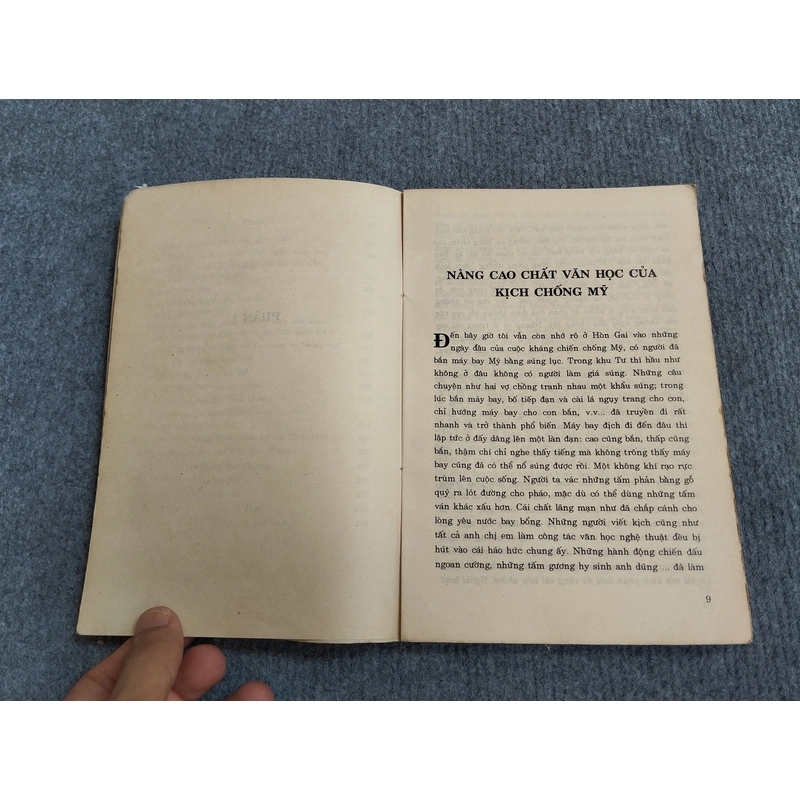 PHẦN 1
NÂNG CAO CHẤT VĂN HỌC CỦA
KỊCH CHỐNG MỸ
Đến bây giờ tôi vẫn còn nhớ rõ ở Hòn Gai vào những
ngày đầu của cuộc kháng chiến chống Mỹ, có người đã
bắn máy bay Mỹ bằng súng lục. Trong khu Tư thì hầu như
không ở đâu không có người làm giá súng. Những câu
chuyện như hai vợ chồng tranh nhau một khẩu súng; trong
lúc bắn máy bay, bố tiếp đạn và cài lá ngụy trang cho con,
chỉ hướng máy bay cho con bắn, v.v... đã truyền đi rất
nhanh và trở thành phổ biến. Máy bay địch đi đến đâu thì
lập tức ở đấy dâng lên một làn đạn: cao cũng bắn, thấp cũng
bắn, thậm chí chỉ nghe thấy tiếng mà không trông thấy máy
bay cũng đã có thể nổ súng được rồi. Một không khí rạo rực
trùm lên cuộc sống. Người ta vác những tấm phản bằng gỗ
quý ra lót đường cho pháo, mặc dù có thể dùng những tấm
ván khác xấu hơn. Cái chất lãng mạn như đã chắp cánh cho
lòng yêu nước bay bổng. Những người viết kịch cũng như
tất cả anh chị em làm công tác văn học nghệ thuật đều bị
hút vào cái háo hức chung ấy. Những hành động chiến đấu
ngoan cường, những tấm gương hy sinh anh dũng ... đã làm
9